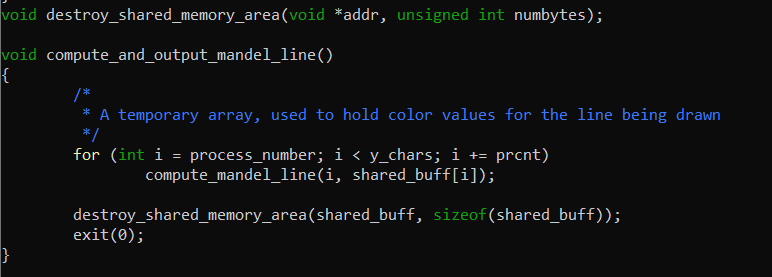 void destroy_shared_memory_area(void *addr, unsigned int numbytes);

void compute_and_output_mandel_line()
{
        /*
         * A temporary array, used to hold color values for the line being drawn
         */
        for (int i = process_number; i < y_chars; i += prcnt)
                compute_mandel_line(i, shared_buff[i]);

        destroy_shared_memory_area(shared_buff, sizeof(shared_buff));
        exit(0);
}